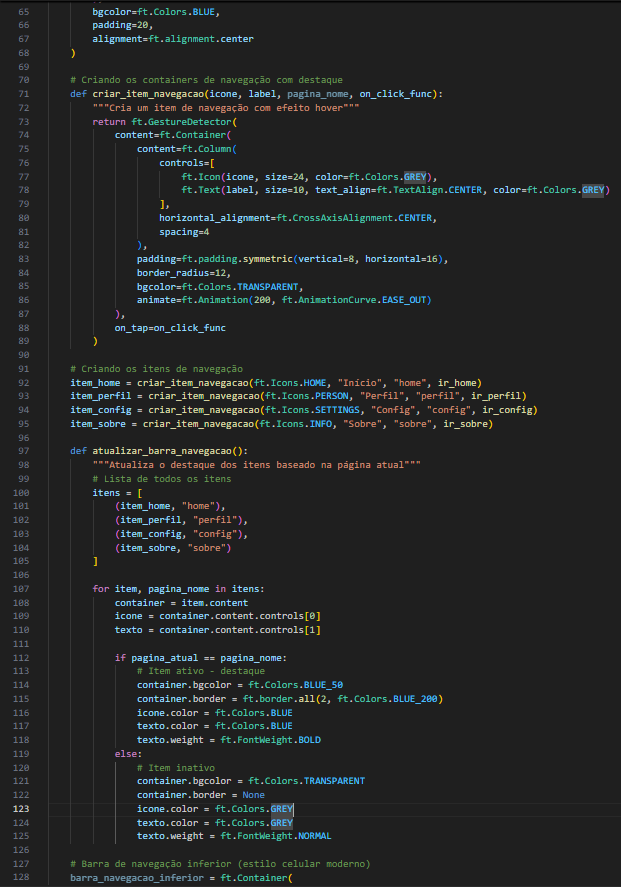 65 bgcolor=ft.Colors.BLUE,
66 padding=20,
67 alignment=ft.alignment.center
68 )
69
70 # Criando os containers de navegação com destaque
71 def criar_item_navegacao(icone, label, pagina_nome, on_click_func):
72 """Cria um item de navegação com efeito hover"""
73 return ft.GestureDetector(
74 content=ft.Container(
75 content=ft.Column(
76 controls=[
77 ft.Icon(icone, size=24, color=ft.Colors.GREY),
78 ft.Text(label, size=10, text_align=ft.TextAlign.CENTER, color=ft.Colors.GREY)
79 ],
80 horizontal_alignment=ft.CrossAxisAlignment.CENTER,
81 spacing=4
82 ),
83 padding=ft.padding.symmetric(vertical=8, horizontal=16),
84 border_radius=12,
85 bgcolor=ft.Colors.TRANSPARENT,
86 animate=ft.Animation(200, ft.AnimationCurve.EASE_OUT)
87 ),
88 on_tap=on_click_func
89 )
90
91 # Criando os itens de navegação
92 item_home = criar_item_navegacao(ft.Icons.HOME, "Início", "home", ir_home)
93 item_perfil = criar_item_navegacao(ft.Icons.PERSON, "Perfil", "perfil", ir_perfil)
94 item_config = criar_item_navegacao(ft.Icons.SETTINGS, "Config", "config", ir_config)
95 item_sobre = criar_item_navegacao(ft.Icons.INFO, "Sobre", "sobre", ir_sobre)
96
97 def atualizar_barra_navegacao():
98 """Atualiza o destaque dos itens baseado na página atual"""
99 # Lista de todos os itens
100 itens = [
101 (item_home, "home"),
102 (item_perfil, "perfil"),
103 (item_config, "config"),
104 (item_sobre, "sobre")
105 ]
106
107 for item, pagina_nome in itens:
108 container = item.content
109 icone = container.content.controls[0]
110 texto = container.content.controls[1]
111
112 if pagina_atual == pagina_nome:
113 # Item ativo - destaque
114 container.bgcolor = ft.Colors.BLUE_50
115 container.border = ft.border.all(2, ft.Colors.BLUE_200)
116 icone.color = ft.Colors.BLUE
117 texto.color = ft.Colors.BLUE
118 texto.weight = ft.FontWeight.BOLD
119 else:
120 # Item inativo
121 container.bgcolor = ft.Colors.TRANSPARENT
122 container.border = None
123 icone.color = ft.Colors.GREY
124 texto.color = ft.Colors.GREY
125 texto.weight = ft.FontWeight.NORMAL
126
127 # Barra de navegação inferior (estilo celular moderno)
128 barra_navegacao_inferior = ft.Container(